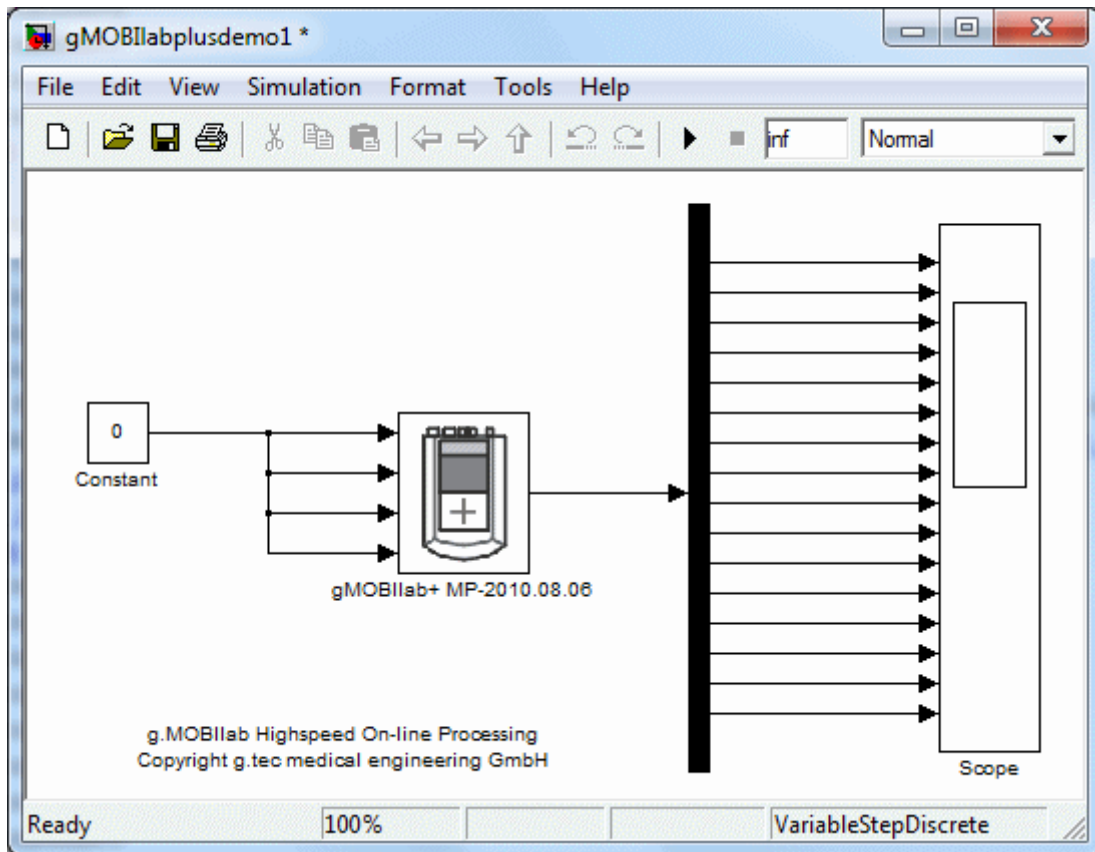 gMOBIlabplusdemo1 *
File Edit View Simulation Format Tools Help
inf Normal
0
Constant
gMOBIlab+ MP-2010.08.06
g.MOBIlab Highspeed On-line Processing
Copyright g.tec medical engineering GmbH
Scope
Ready 100% VariableStepDiscrete